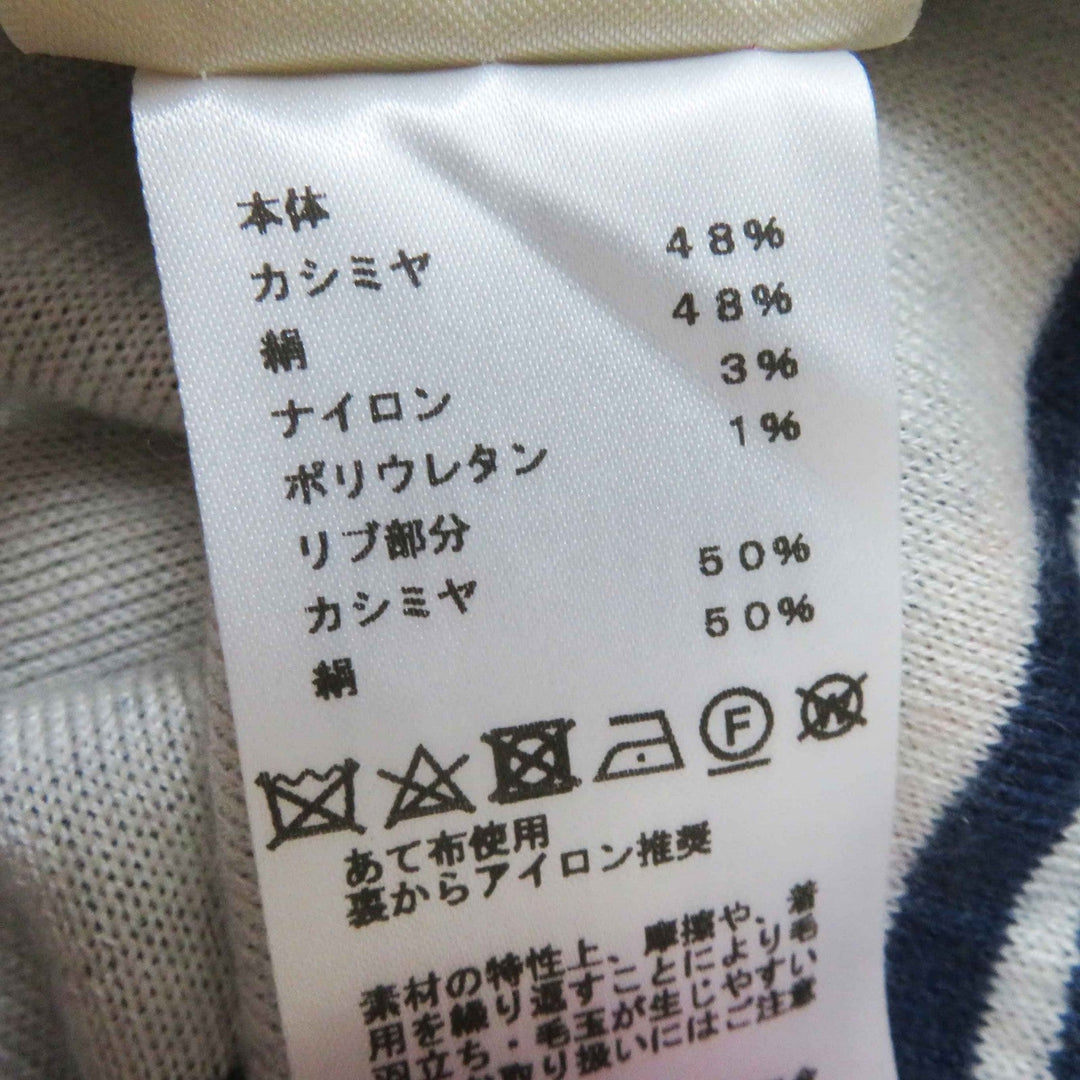 本体
カシミヤ 48%
絹 48%
ナイロン 3%
ポリウレタン 1%
リブ部分
カシミヤ 50%
絹 50%
F
W
あて布使用
裏からアイロン推奨
素材の特性上、摩擦や、着
用を繰り返すことにより毛
羽立ち・毛玉が生じやすい
取り扱いにはご注意